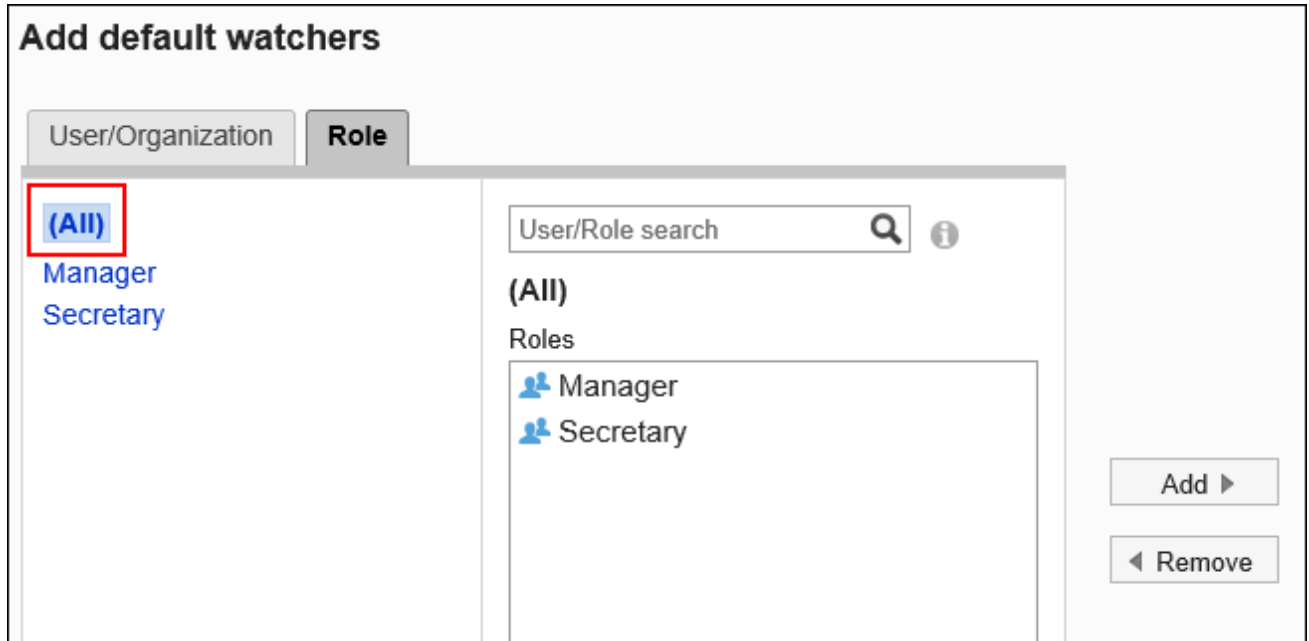 Add default watchers
User/Organization
Role
(All)
Manager
Secretary
User/Role search
(All)
Roles
Manager
Secretary
Add
Remove